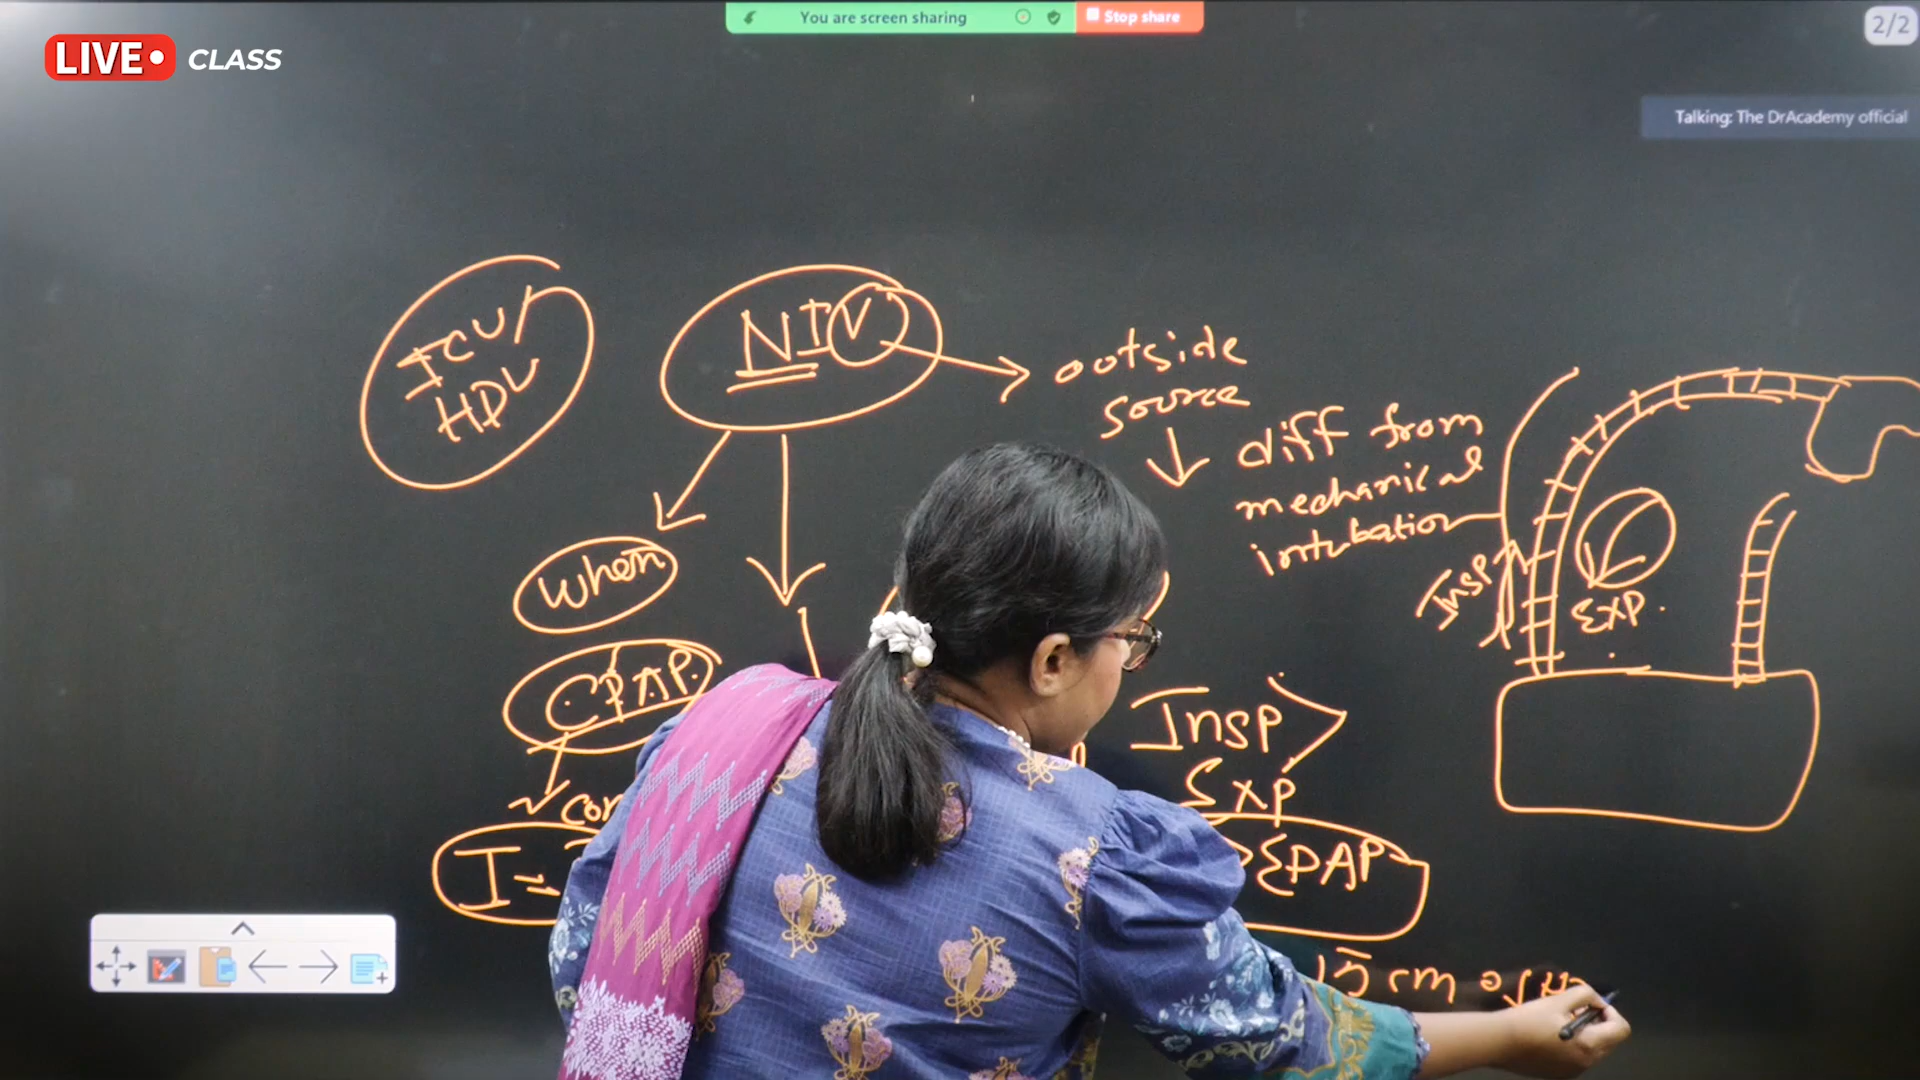 You are screen sharing
Stop share
2/2
LIVE CLASS
Talking: The DrAcademy official
ICU/
HDU
NIV
outside
source
diff from
mechanical
intubation
when
Insp
EXP.
CPAP
Insp
EXP
EPAP
15 cm of